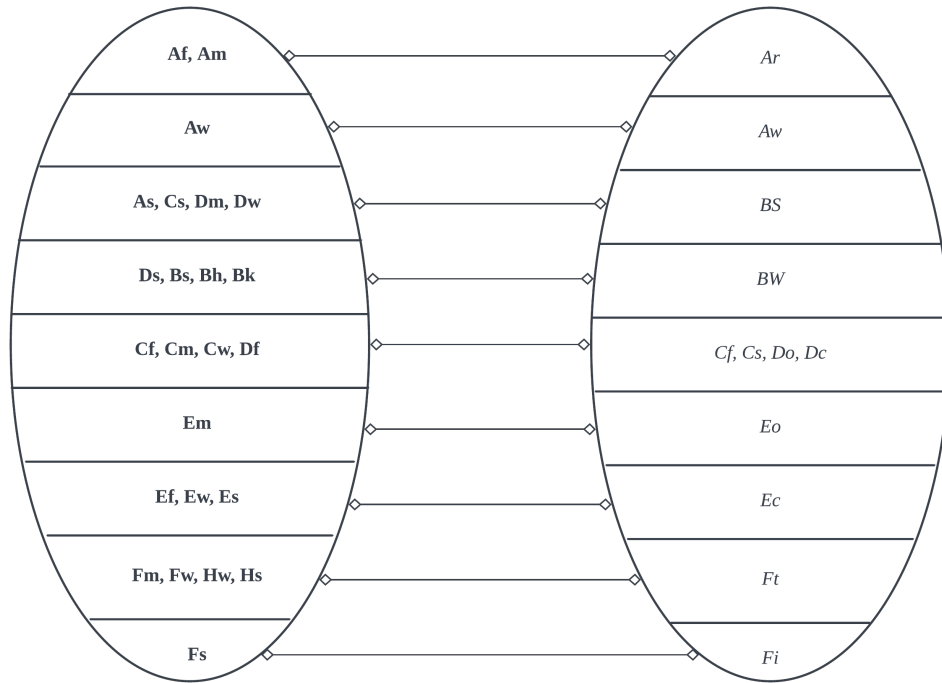 Af, Am
Ar
Aw
Aw
As, Cs, Dm, Dw
BS
Ds, Bs, Bh, Bk
BW
Cf, Cm, Cw, Df
Cf, Cs, Do, Dc
Em
Eo
Ef, Ew, Es
Ec
Fm, Fw, Hw, Hs
Ft
Fs
Fi